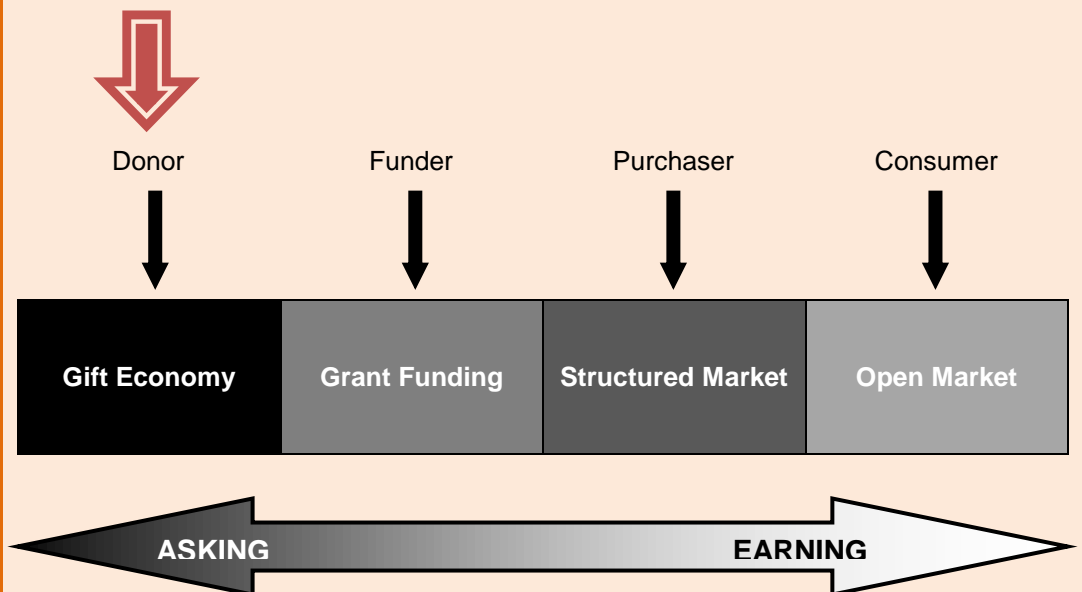 Donor Funder Purchaser Consumer
Gift Economy Grant Funding Structured Market Open Market
ASKING EARNING